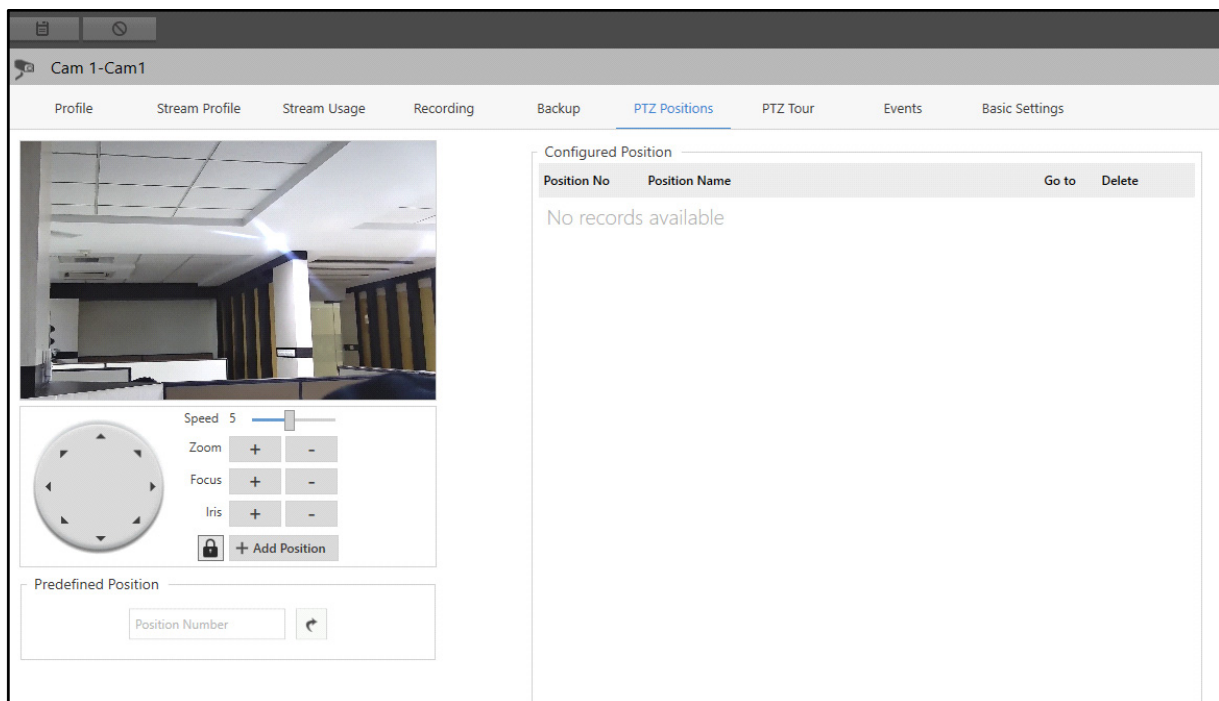 Cam 1-Cam1
Profile Stream Profile Stream Usage Recording Backup PTZ Positions PTZ Tour Events Basic Settings
Speed 5
Zoom + -
Focus + -
Iris + -
+ Add Position
Predefined Position
Position Number
Configured Position
Position No Position Name Go to Delete
No records available